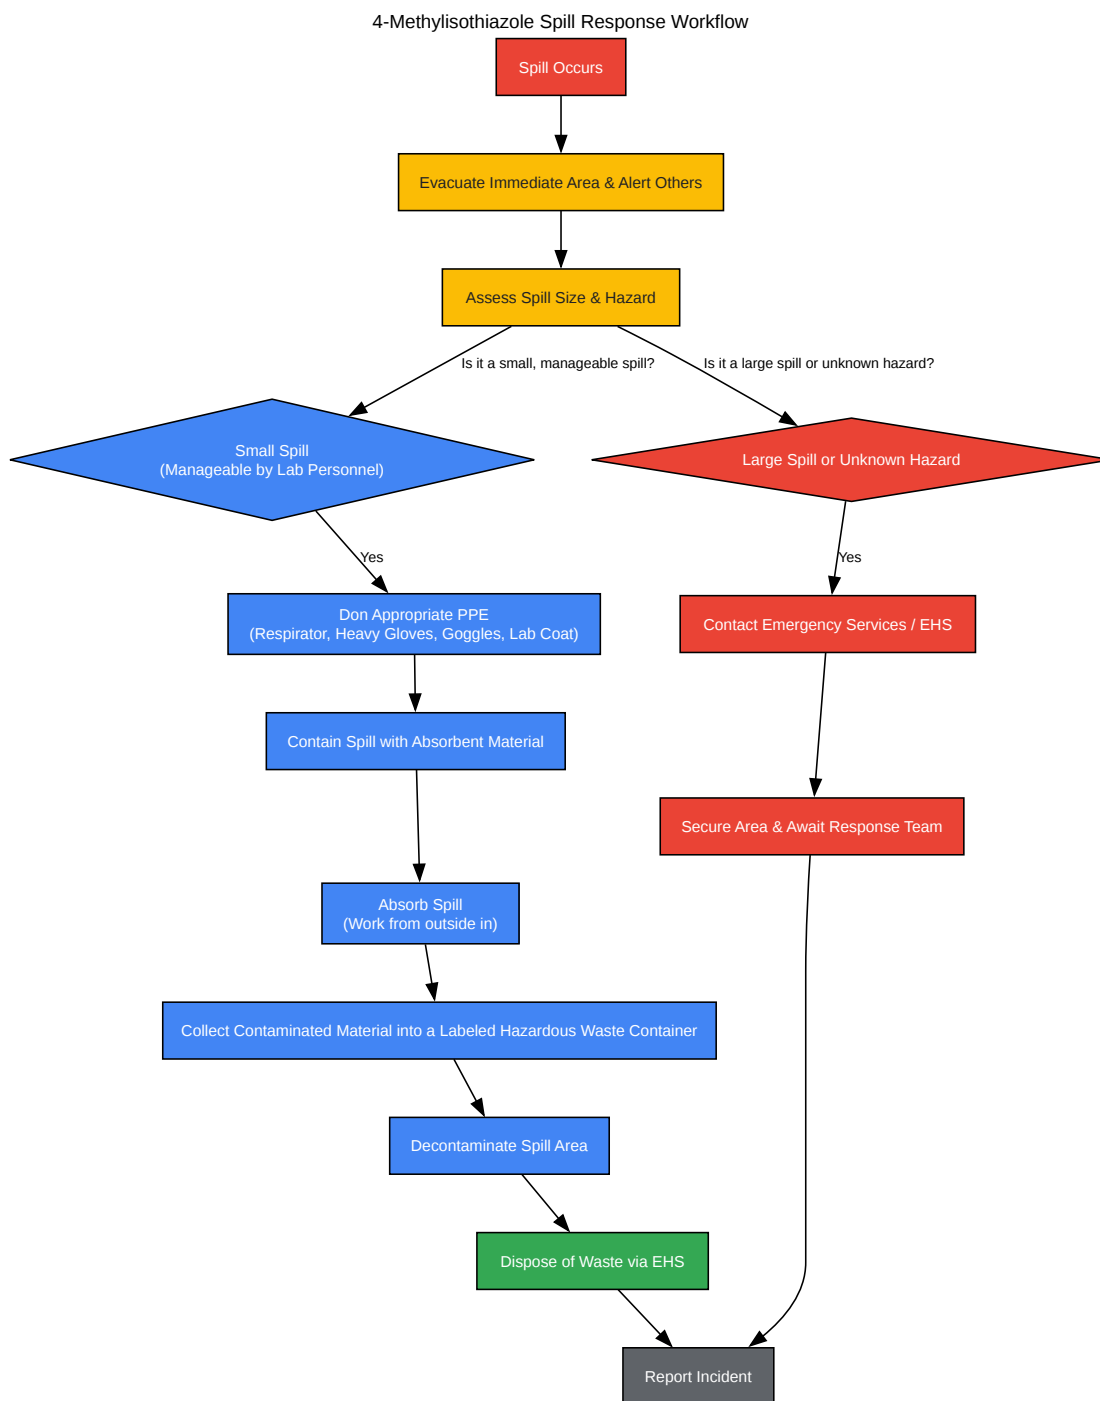 4-Methylisothiazole Spill Response Workflow
Spill Occurs
Evacuate Immediate Area & Alert Others
Assess Spill Size & Hazard
Is it a small, manageable spill?
Is it a large spill or unknown hazard?
Small Spill
(Manageable by Lab Personnel)
Large Spill or Unknown Hazard
Yes
Yes
Don Appropriate PPE
(Respirator, Heavy Gloves, Goggles, Lab Coat)
Contact Emergency Services / EHS
Contain Spill with Absorbent Material
Secure Area & Await Response Team
Absorb Spill
(Work from outside in)
Collect Contaminated Material into a Labeled Hazardous Waste Container
Decontaminate Spill Area
Dispose of Waste via EHS
Report Incident